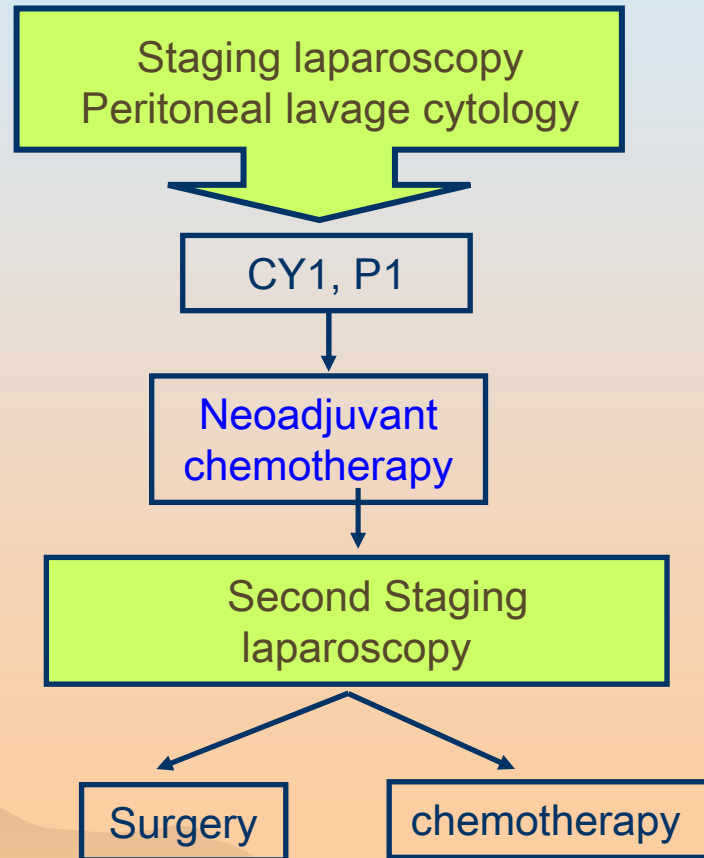 Staging laparoscopy
Peritoneal lavage cytology
CY1, P1
Neoadjuvant
chemotherapy
Second Staging
laparoscopy
Surgery
chemotherapy